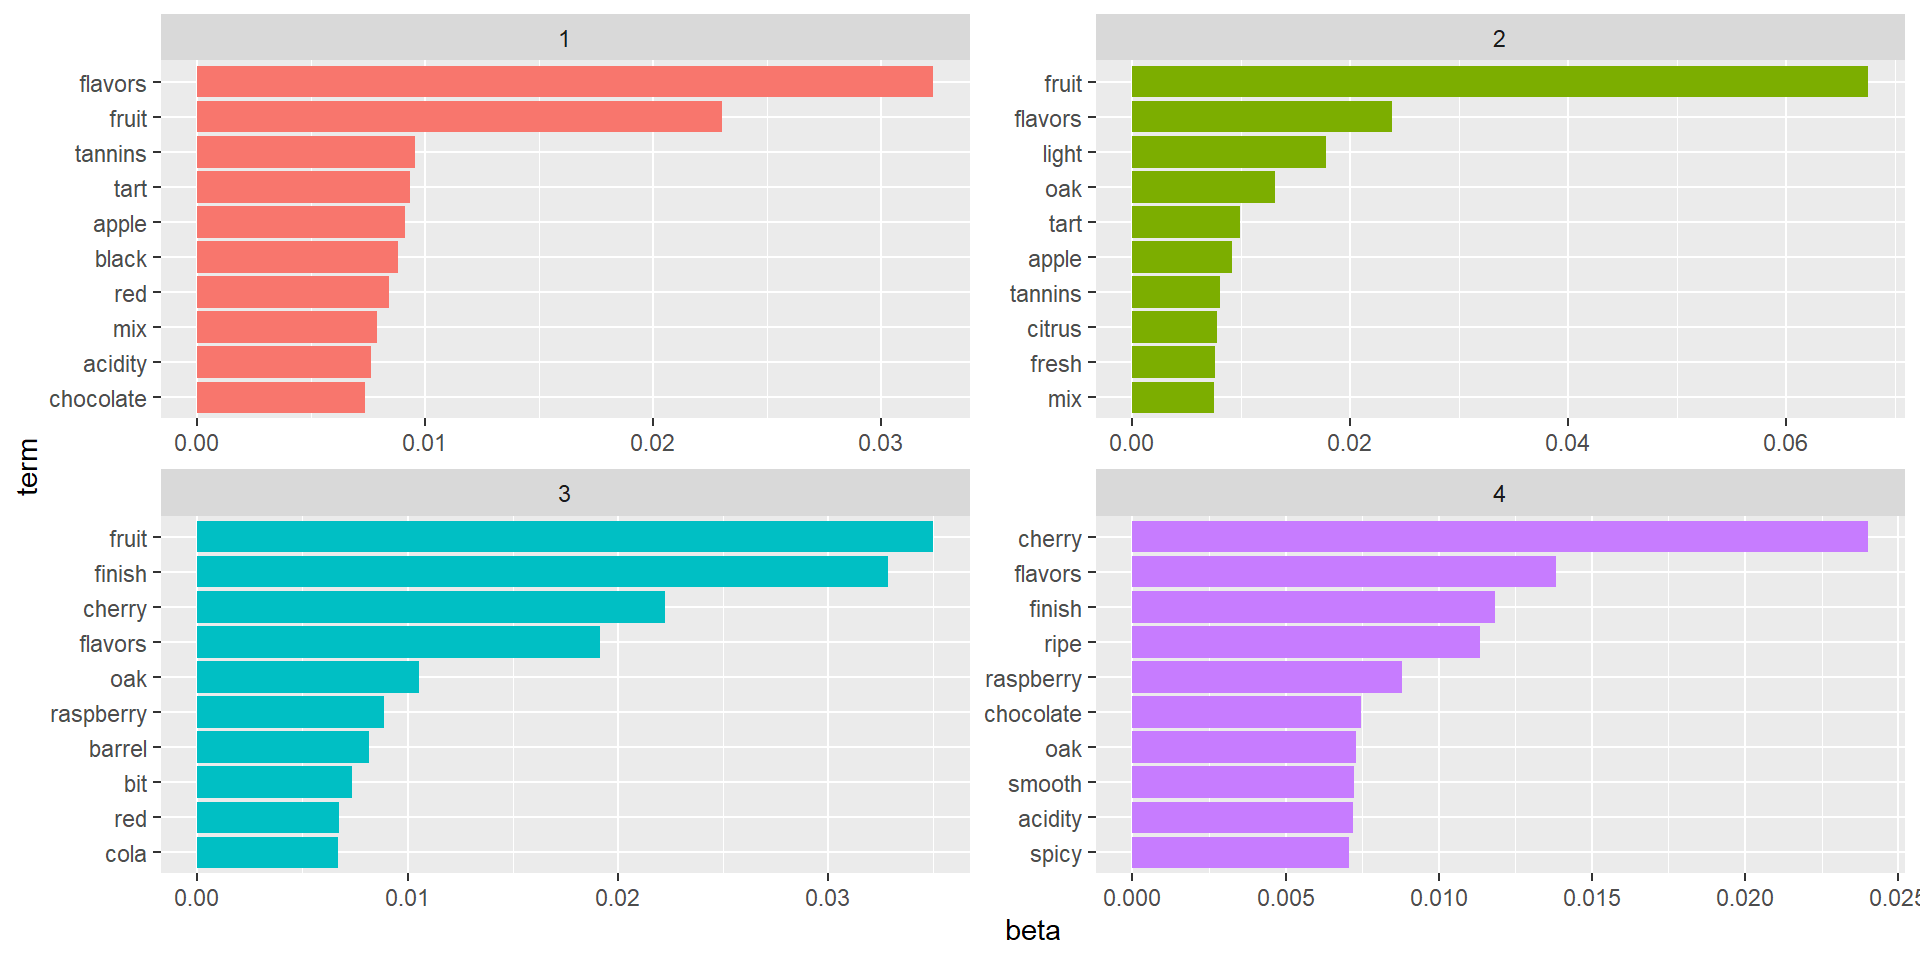 1
flavors
fruit
tannins
tart
apple
black
red
mix
acidity
chocolate
0.00 0.01 0.02 0.03
2
fruit
flavors
light
oak
tart
apple
tannins
citrus
fresh
mix
0.00 0.02 0.04 0.06
term
3
fruit
finish
cherry
flavors
oak
raspberry
barrel
bit
red
cola
0.00 0.01 0.02 0.03
4
cherry
flavors
finish
ripe
raspberry
chocolate
oak
smooth
acidity
spicy
0.000 0.005 0.010 0.015 0.020 0.025
beta